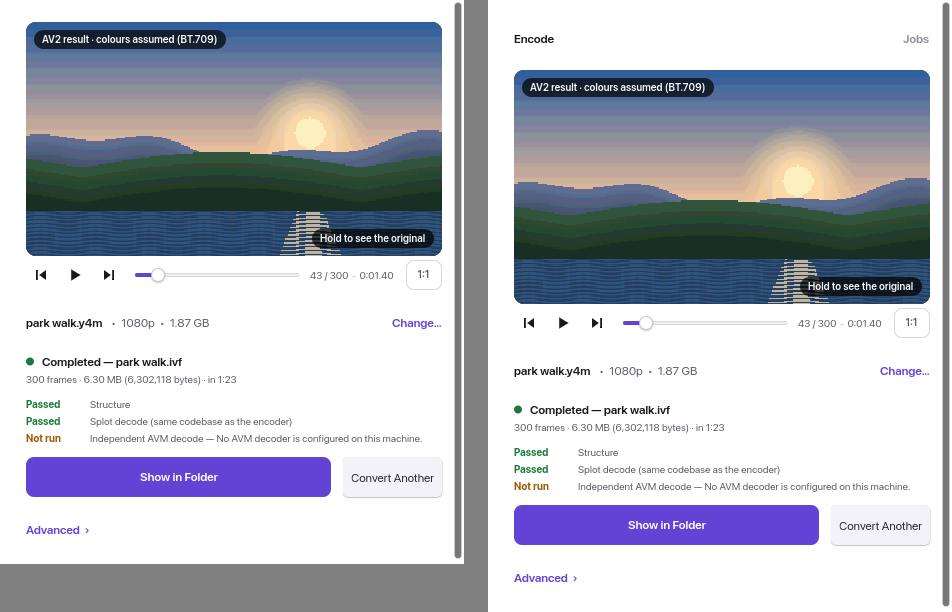 AV2 result · colours assumed (BT.709)
Hold to see the original
43 / 300 · 0:01.40
1:1
park walk.y4m • 1080p • 1.87 GB
Change...
Completed — park walk.ivf
300 frames · 6.30 MB (6,302,118 bytes) · in 1:23
Passed Structure
Passed Splot decode (same codebase as the encoder)
Not run Independent AVM decode — No AVM decoder is configured on this machine.
Show in Folder
Convert Another
Advanced ›
Encode
Jobs
AV2 result · colours assumed (BT.709)
Hold to see the original
43 / 300 · 0:01.40
1:1
park walk.y4m • 1080p • 1.87 GB
Change...
Completed — park walk.ivf
300 frames · 6.30 MB (6,302,118 bytes) · in 1:23
Passed Structure
Passed Splot decode (same codebase as the encoder)
Not run Independent AVM decode — No AVM decoder is configured on this machine.
Show in Folder
Convert Another
Advanced ›